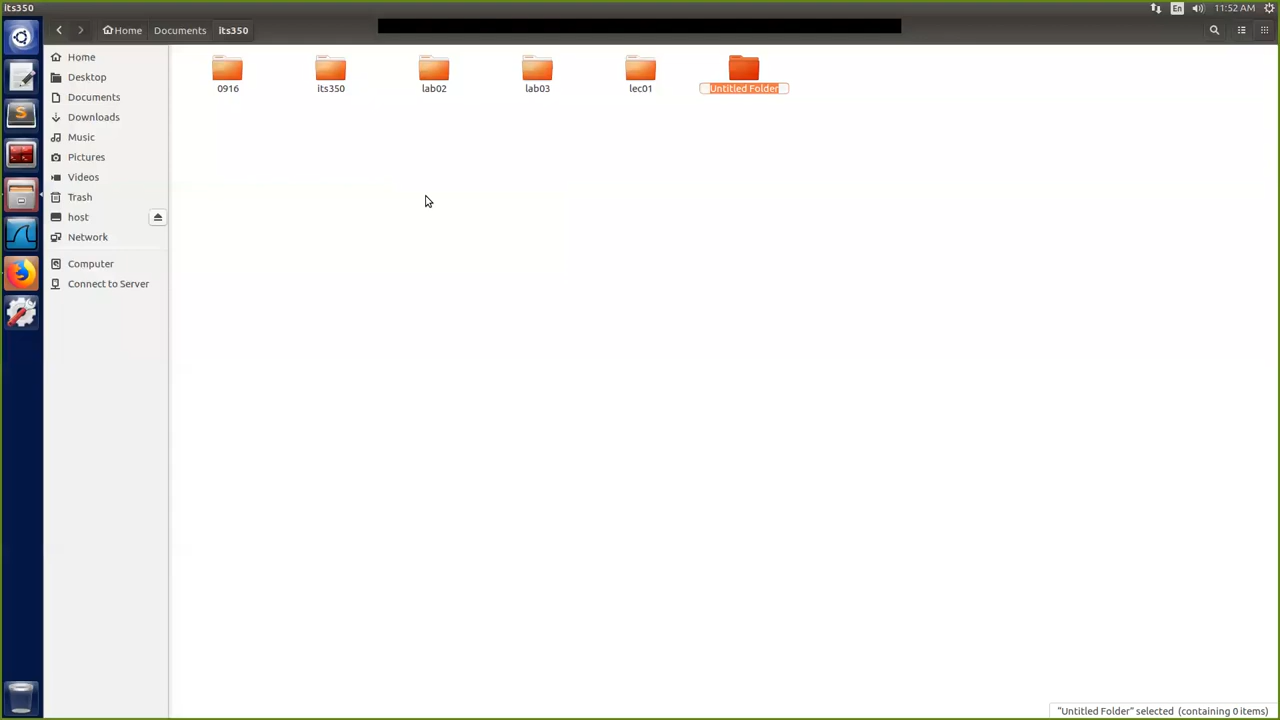 its350
En
11:52 AM
Home
Documents
its350
Home
Desktop
Documents
Downloads
Music
Pictures
Videos
Trash
host
Network
Computer
Connect to Server
0916
its350
lab02
lab03
lec01
Untitled Folder
"Untitled Folder" selected (containing 0 items)